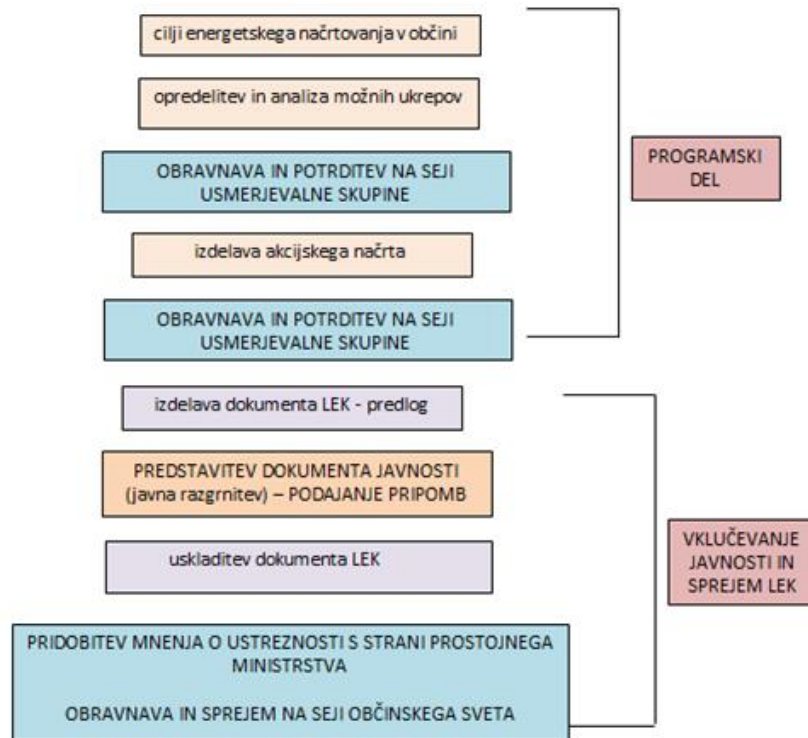 cilji energetskega načrtovanja v občini
opredelitev in analiza možnih ukrepov
OBRAVNAVA IN POTRDITEV NA SEJI
USMERJEVALNE SKUPINE
PROGRAMSKI
DEL
izdelava akcijskega načrta
OBRAVNAVA IN POTRDITEV NA SEJI
USMERJEVALNE SKUPINE
izdelava dokumenta LEK - predlog
PREDSTAVITEV DOKUMENTA JAVNOSTI
(javna razgrnitev) – PODAJANJE PRIPOMB
uskladitev dokumenta LEK
VKLUČEVANJE
JAVNOSTI IN
SPREJEM LEK
PRIDOBITEV MNENJA O USTREZNOSTI S STRANI PROSTOJNEGA
MINISTRSTVA
OBRAVNAVA IN SPREJEM NA SEJI OBČINSKEGA SVETA